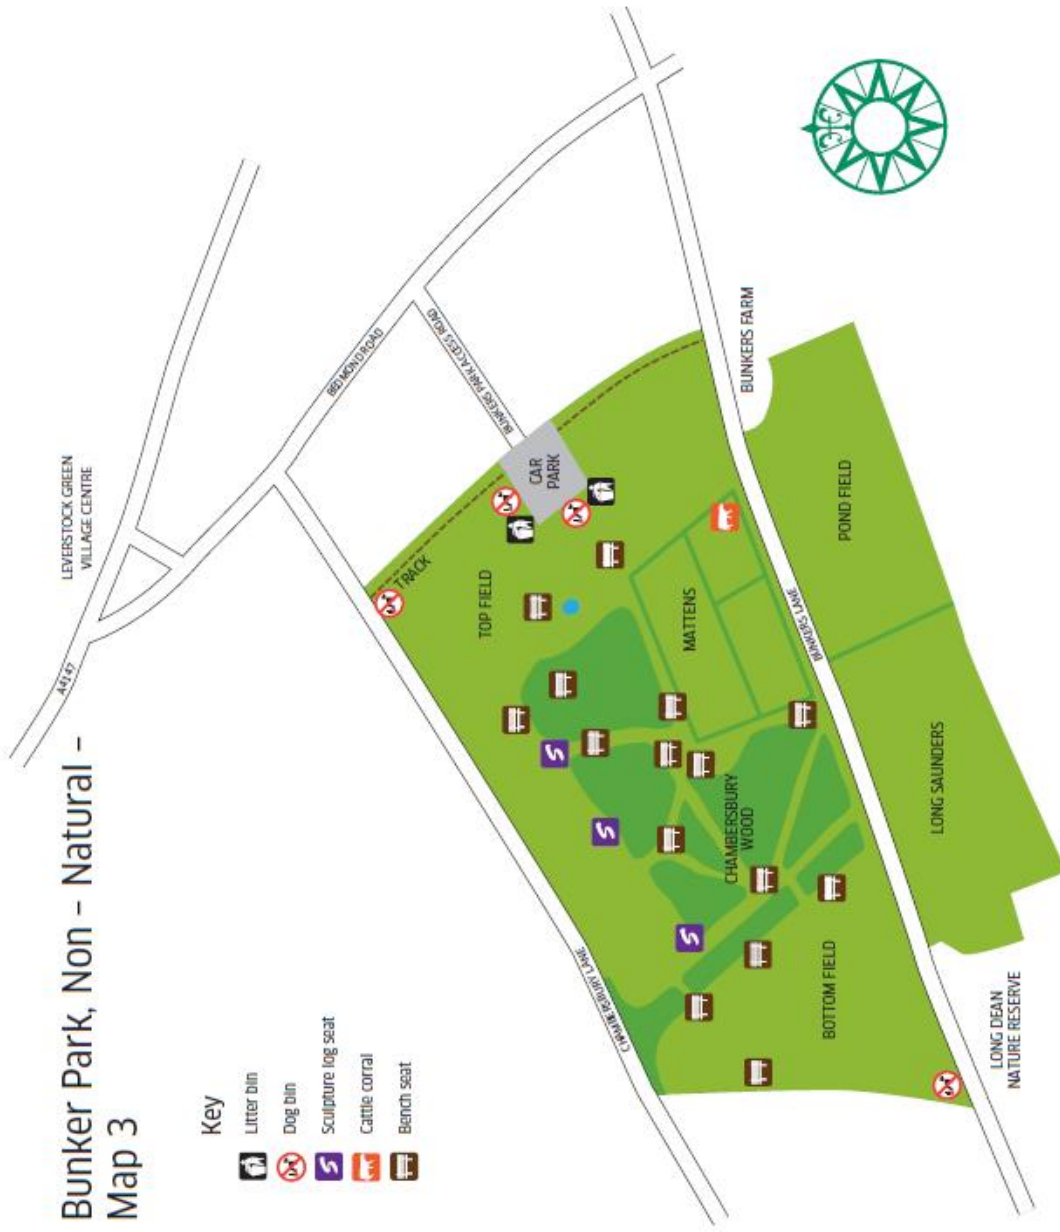 Bunker Park, Non - Natural -
Map 3
Key
Litter bin
Dog bin
Sculpture log seat
Cattle corral
Bench seat
LEVERSTOCK GREEN
VILLAGE CENTRE
A4147
BEDMOND ROAD
BUNKERS PARK ACCESS ROAD
CAR
PARK
TRACK
TOP FIELD
MATTENS
CHAMBERSBURY
WOOD
CHAMBERSBURY LANE
BOTTOM FIELD
BUNKERS LANE
BUNKERS FARM
POND FIELD
LONG SAUNDERS
LONG DEAN
NATURE RESERVE